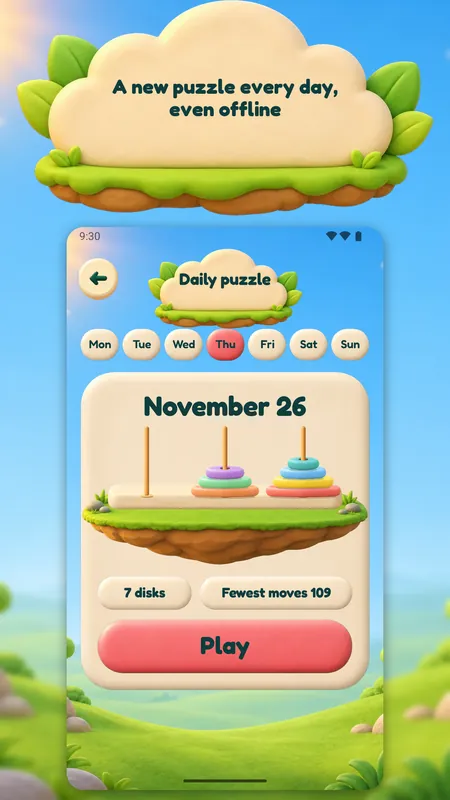 A new puzzle every day,
even offline
9:30
Daily puzzle
Mon Tue Wed Thu Fri Sat Sun
November 26
7 disks
Fewest moves 109
Play